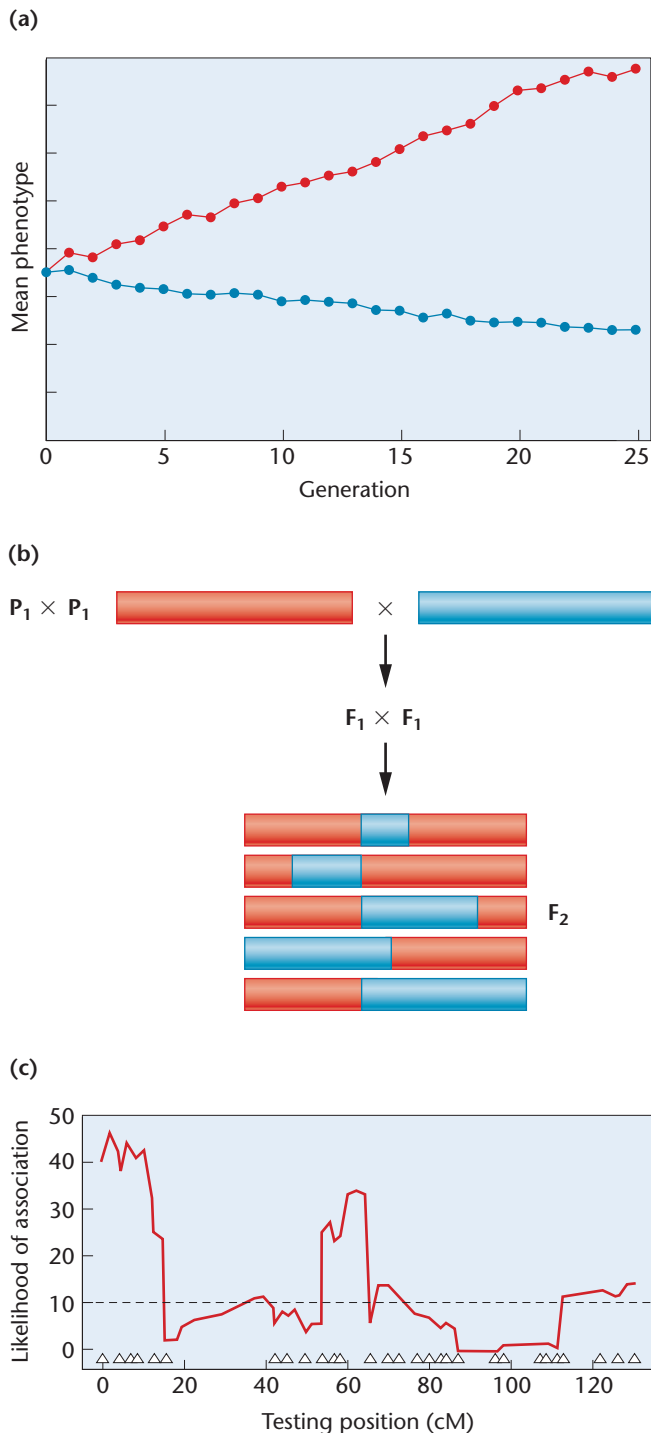 (a)
Mean phenotype
0 5 10 15 20 25
Generation
(b)
P₁ × P₁ ×
F₁ × F₁
F₂
(c)
50
40
30
20
10
0
Likelihood of association
0 20 40 60 80 100 120
Testing position (cM)